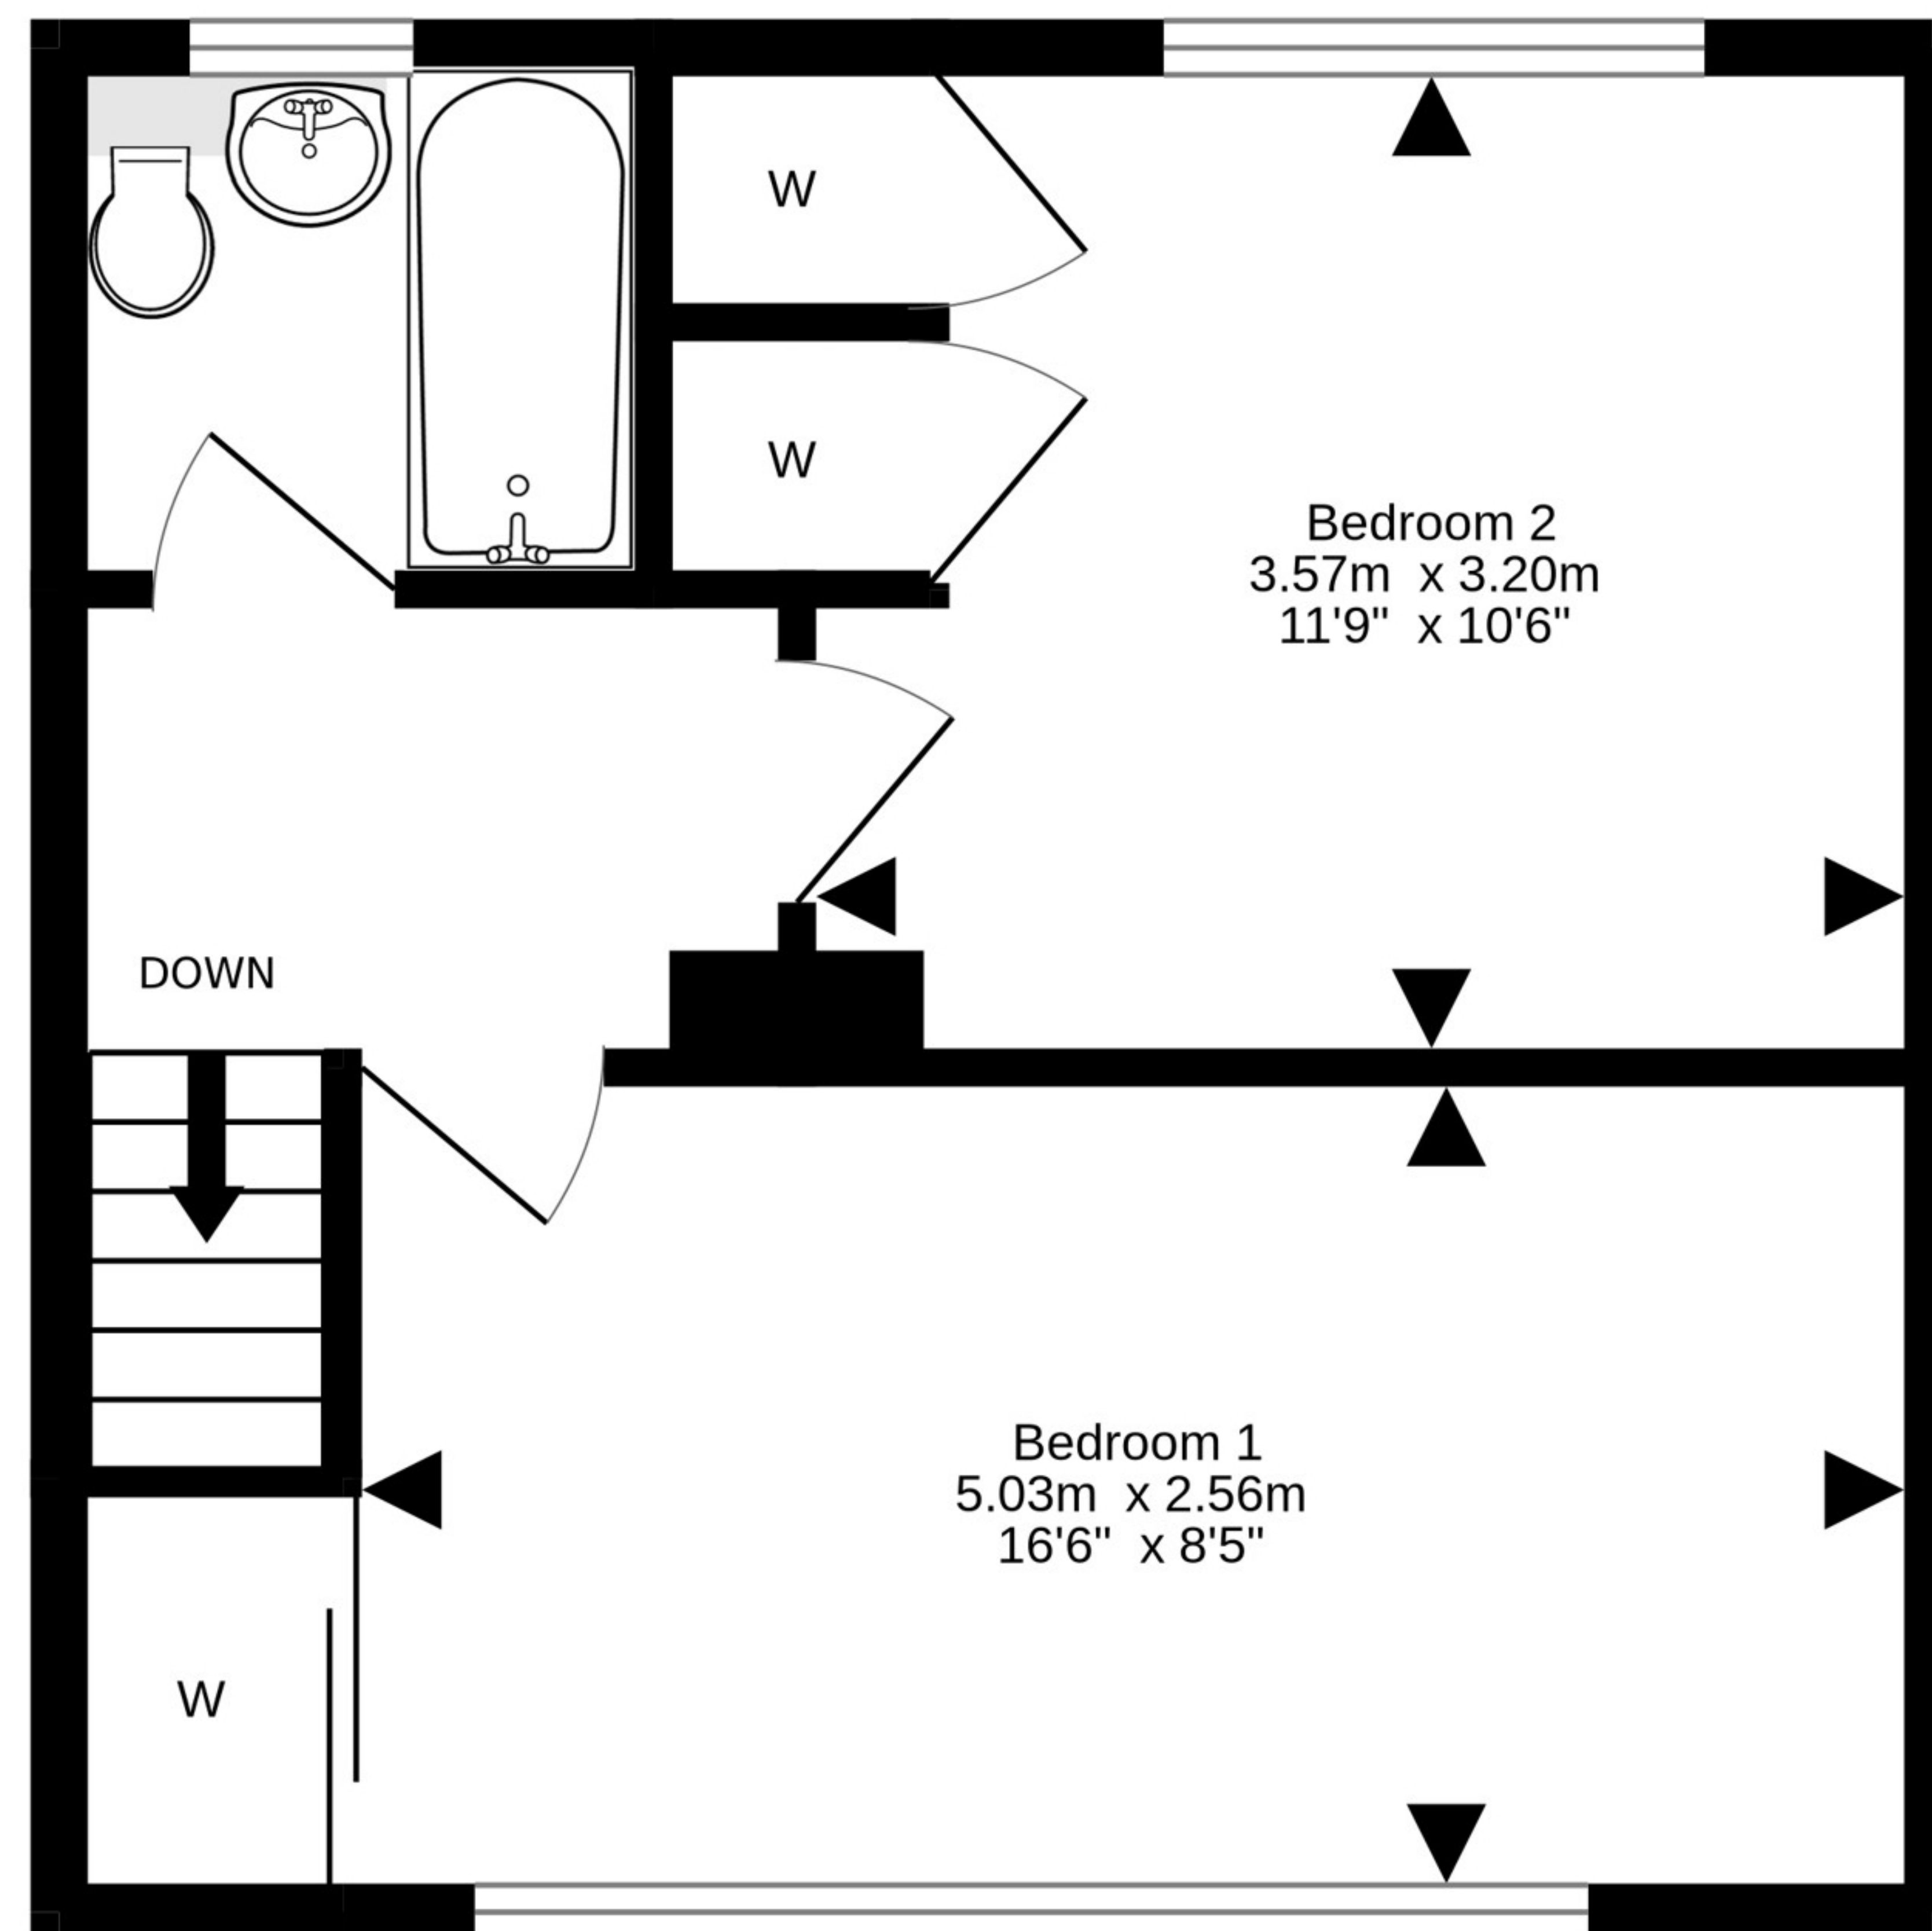 W
W
Bedroom 2
3.57m x 3.20m
11'9" x 10'6"
DOWN
Bedroom 1
5.03m x 2.56m
16'6" x 8'5"
W